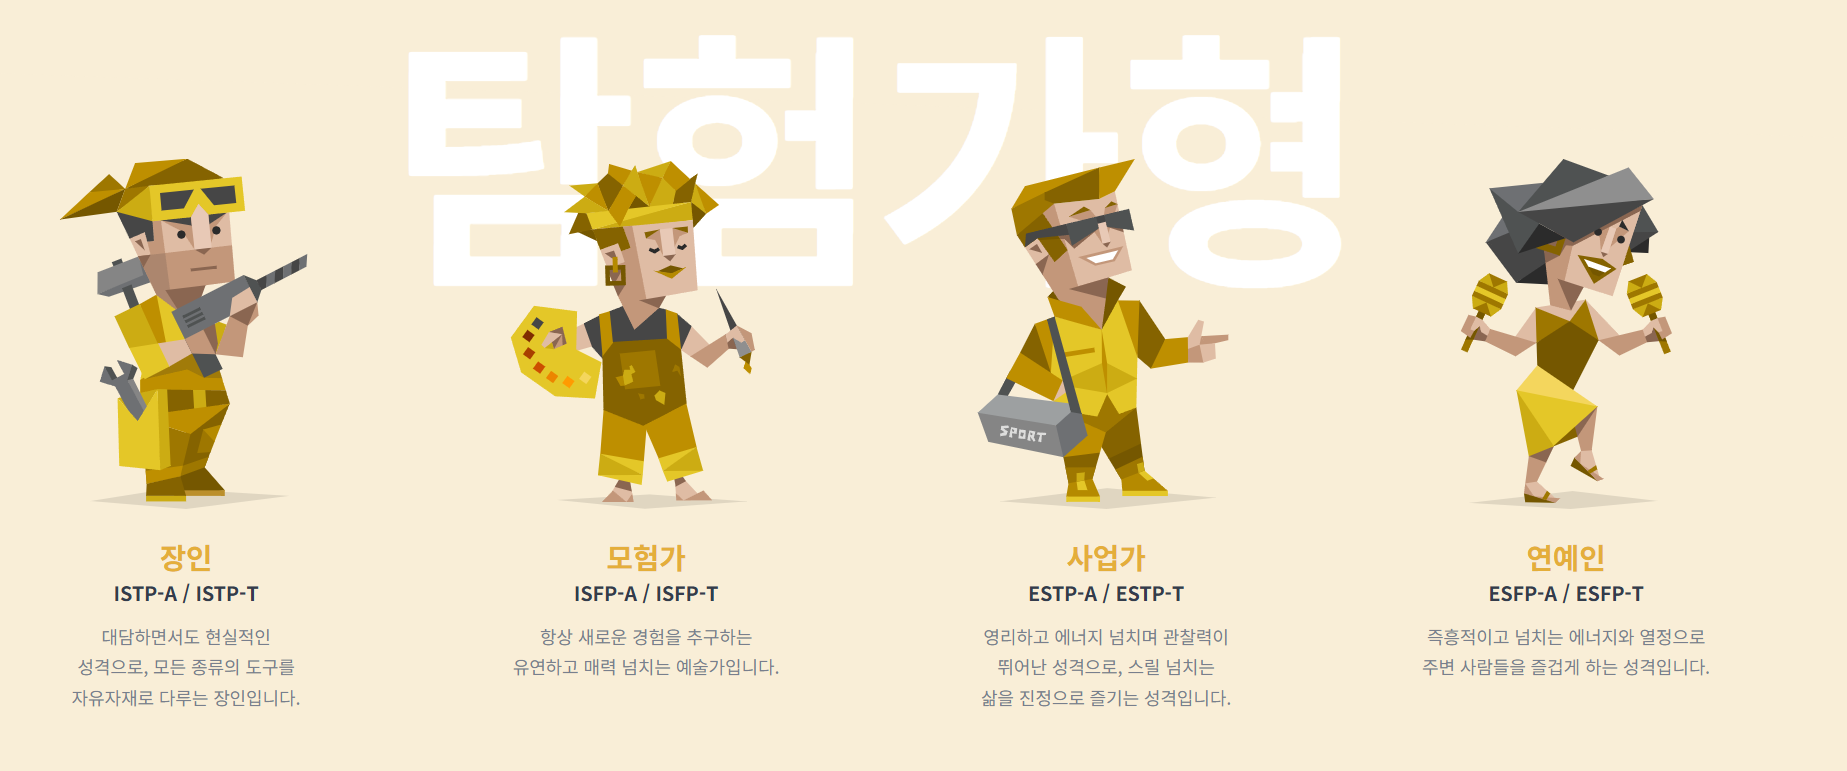 탐험가형
SPORT
장인
ISTP-A / ISTP-T
대담하면서도 현실적인
성격으로, 모든 종류의 도구를
자유자재로 다루는 장인입니다.
모험가
ISFP-A / ISFP-T
항상 새로운 경험을 추구하는
유연하고 매력 넘치는 예술가입니다.
사업가
ESTP-A / ESTP-T
영리하고 에너지 넘치며 관찰력이
뛰어난 성격으로, 스릴 넘치는
삶을 진정으로 즐기는 성격입니다.
연예인
ESFP-A / ESFP-T
즉흥적이고 넘치는 에너지와 열정으로
주변 사람들을 즐겁게 하는 성격입니다.